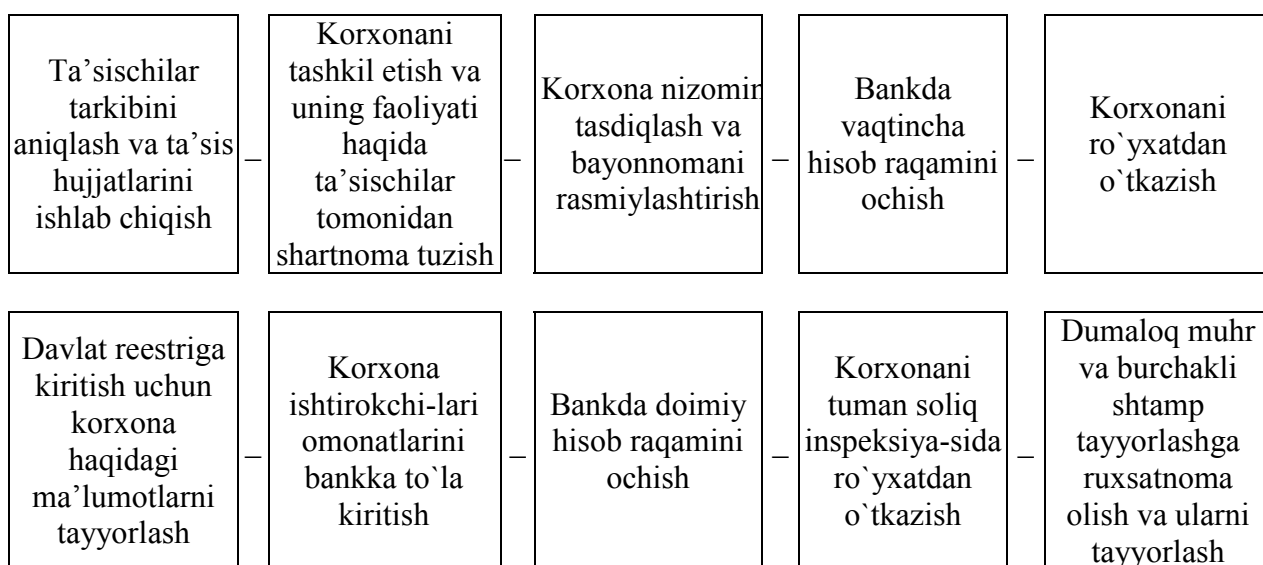 Ta’sischilar
tarkibini
aniqlash va ta’sis
hujjatlarini
ishlab chiqish
–
Korxonani
tashkil etish va
uning faoliyati
haqida
ta’sischilar
tomonidan
shartnoma tuzish
–
Korxona nizomin
tasdiqlash va
bayonnomani
rasmiylashtirish
–
Bankda
vaqtincha
hisob raqamini
ochish
–
Korxonani
ro`yxatdan
o`tkazish
Davlat reestriga
kiritish uchun
korxona
haqidagi
ma’lumotlarni
tayyorlash
–
Korxona
ishtirokchi-lari
omonatlarini
bankka to`la
kiritish
–
Bankda doimiy
hisob raqamini
ochish
–
Korxonani
tuman soliq
inspeksiya-sida
ro`yxatdan
o`tkazish
–
Dumaloq muhr
va burchakli
shtamp
tayyorlashga
ruxsatnoma
olish va ularni
tayyorlash